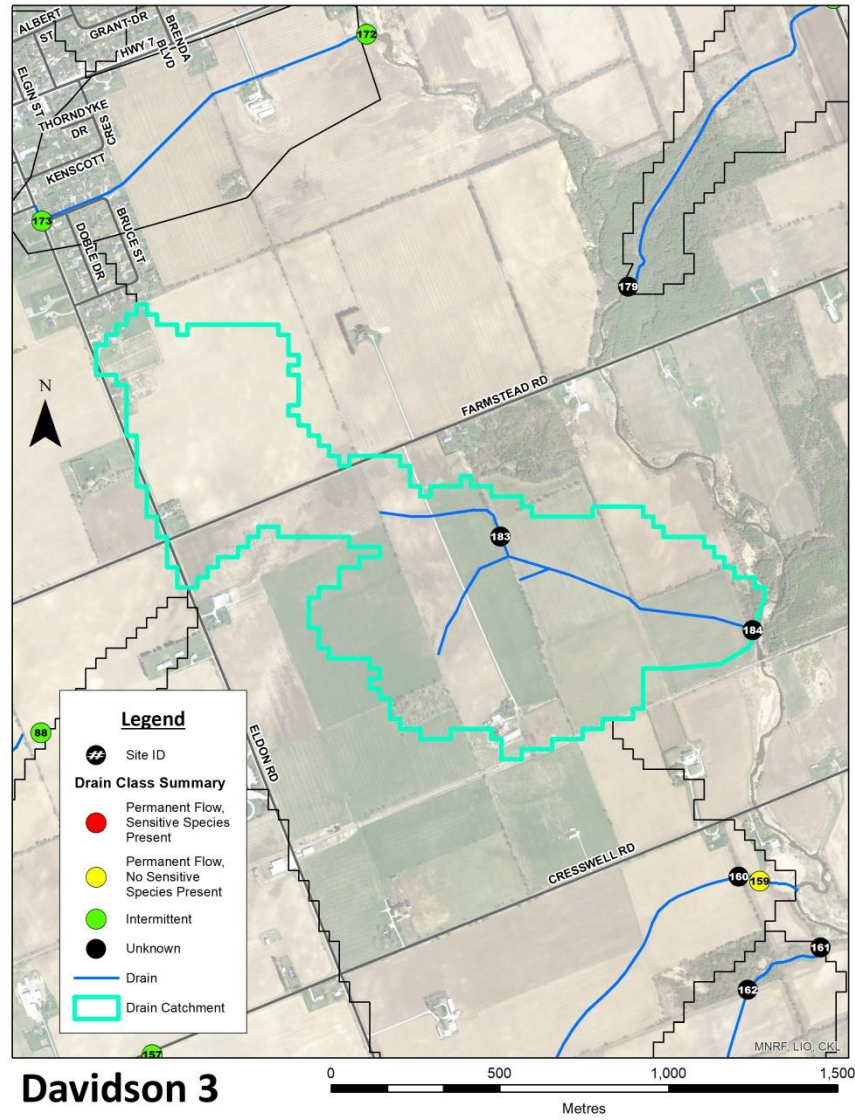 ALBERT
ST
GRANT-DR
HWY 7
BRENDA
BLVD
172
ELGIN ST
THORNDYKE
DR
CRES
KENSCOTT
173
DOBLE DR
BRUCE ST
179
N
FARMSTEAD RD
183
184
88
ELDON RD
Legend
# Site ID
Drain Class Summary
Permanent Flow,
Sensitive Species
Present
Permanent Flow,
No Sensitive
Species Present
Intermittent
Unknown
Drain
Drain Catchment
CRESSWELL RD
160
159
161
162
157
MNRF, LIO, CKL
Davidson 3
0 500 1,000 1,500
Metres